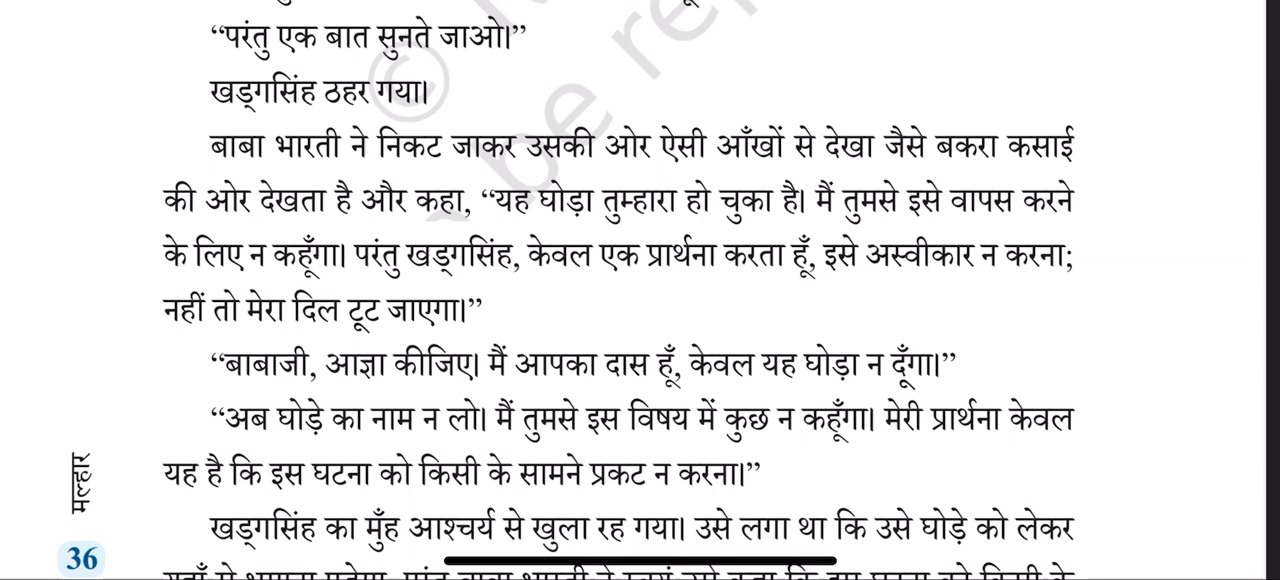 “परंतु एक बात सुनते जाओ।”
खड्गसिंह ठहर गया।
बाबा भारती ने निकट जाकर उसकी ओर ऐसी आँखों से देखा जैसे बकरा कसाई
की ओर देखता है और कहा, “यह घोड़ा तुम्हारा हो चुका है। मैं तुमसे इसे वापस करने
के लिए न कहूँगा। परंतु खड्गसिंह, केवल एक प्रार्थना करता हूँ, इसे अस्वीकार न करना;
नहीं तो मेरा दिल टूट जाएगा।”
“बाबाजी, आज्ञा कीजिए। मैं आपका दास हूँ, केवल यह घोड़ा न दूँगा।”
“अब घोड़े का नाम न लो। मैं तुमसे इस विषय में कुछ न कहूँगा। मेरी प्रार्थना केवल
यह है कि इस घटना को किसी के सामने प्रकट न करना।”
खड्गसिंह का मुँह आश्चर्य से खुला रह गया। उसे लगा था कि उसे घोड़े को लेकर
मल्हार
36
© 
be re